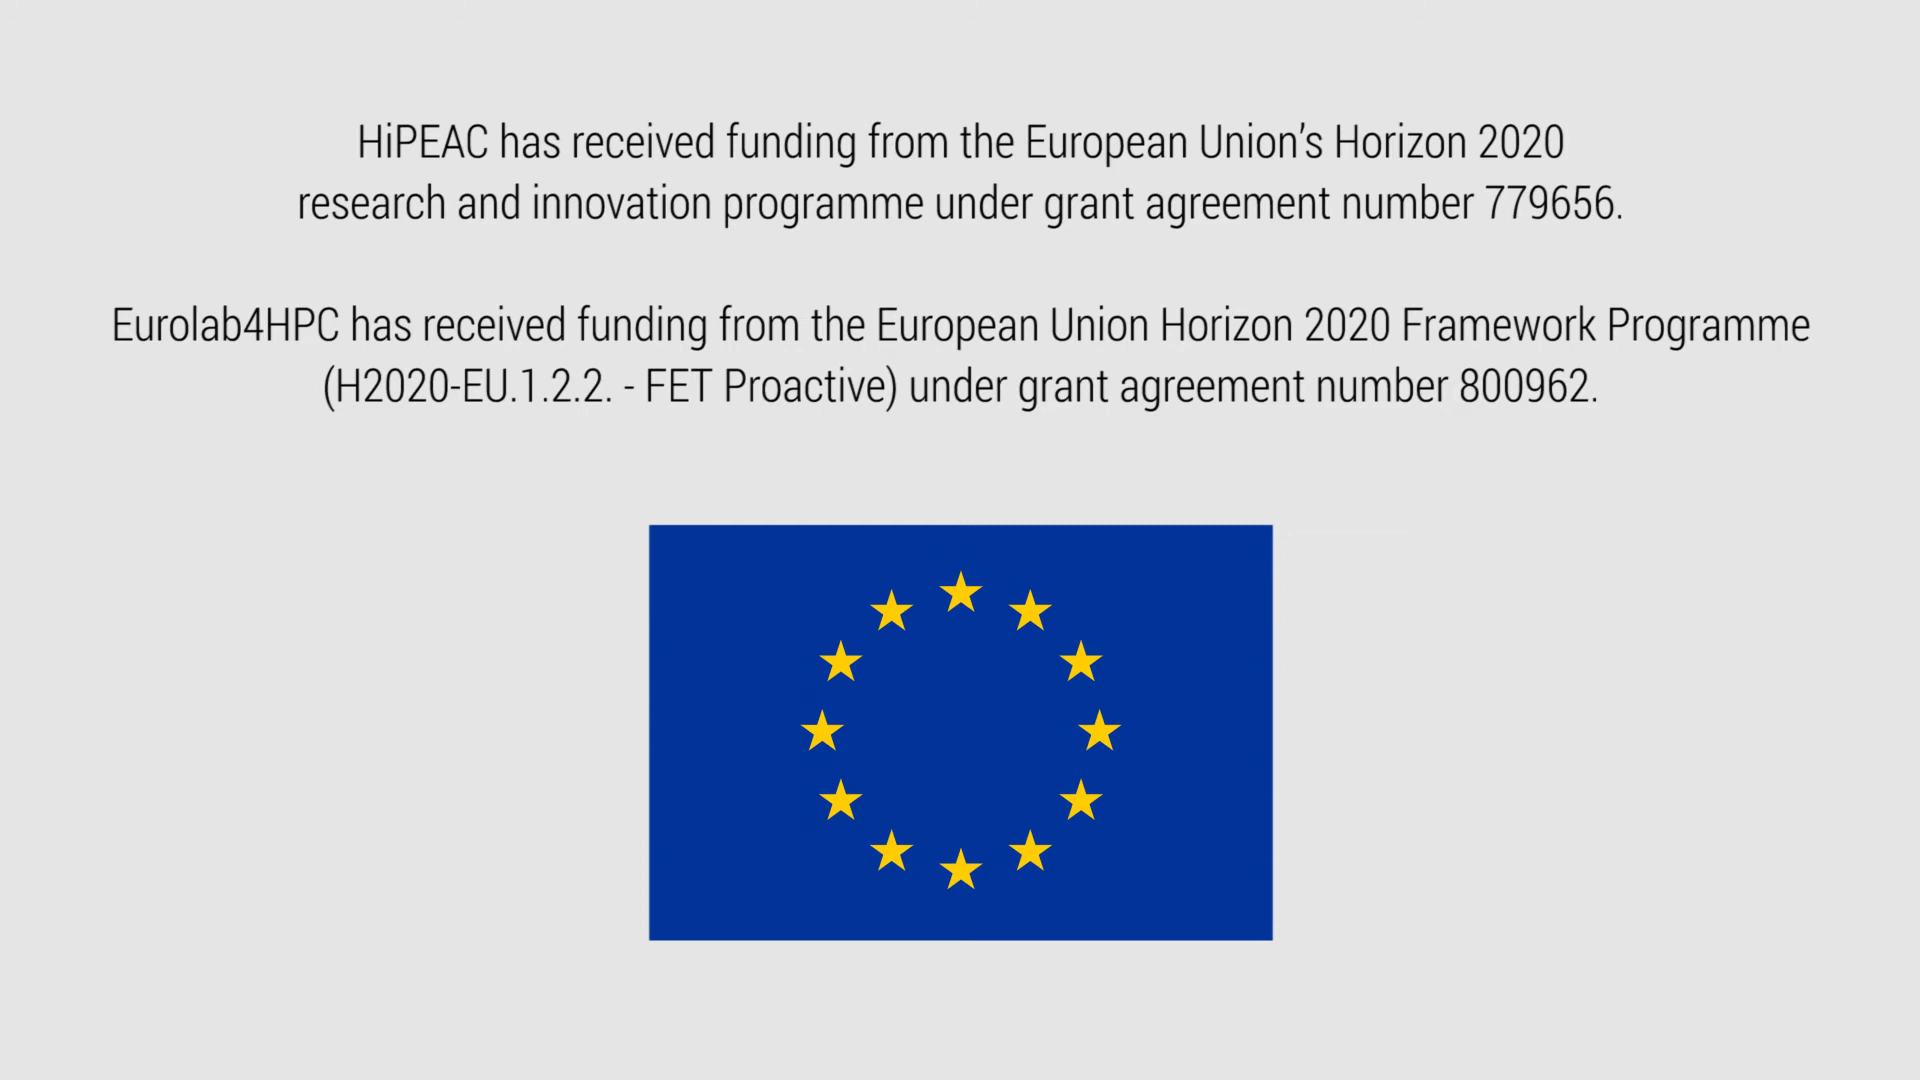 HiPEAC has received funding from the European Union’s Horizon 2020
research and innovation programme under grant agreement number 779656.
Eurolab4HPC has received funding from the European Union Horizon 2020 Framework Programme
(H2020-EU.1.2.2. - FET Proactive) under grant agreement number 800962.